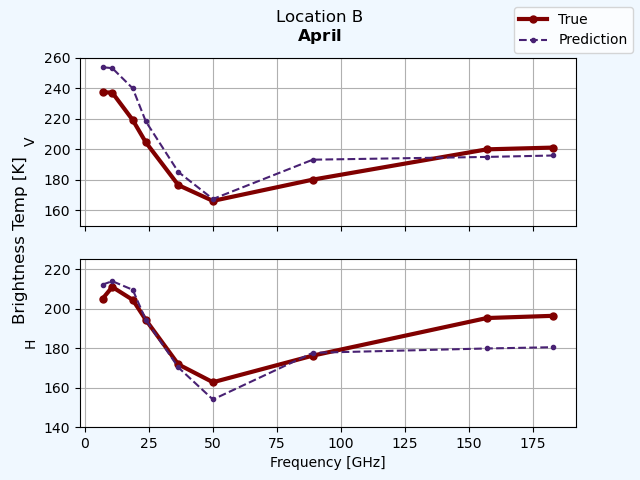 Location B
April
True
Prediction
260
240
220
200
180
160
V
Brightness Temp [K]
220
200
180
160
140
H
0
25
50
75
100
125
150
175
Frequency [GHz]